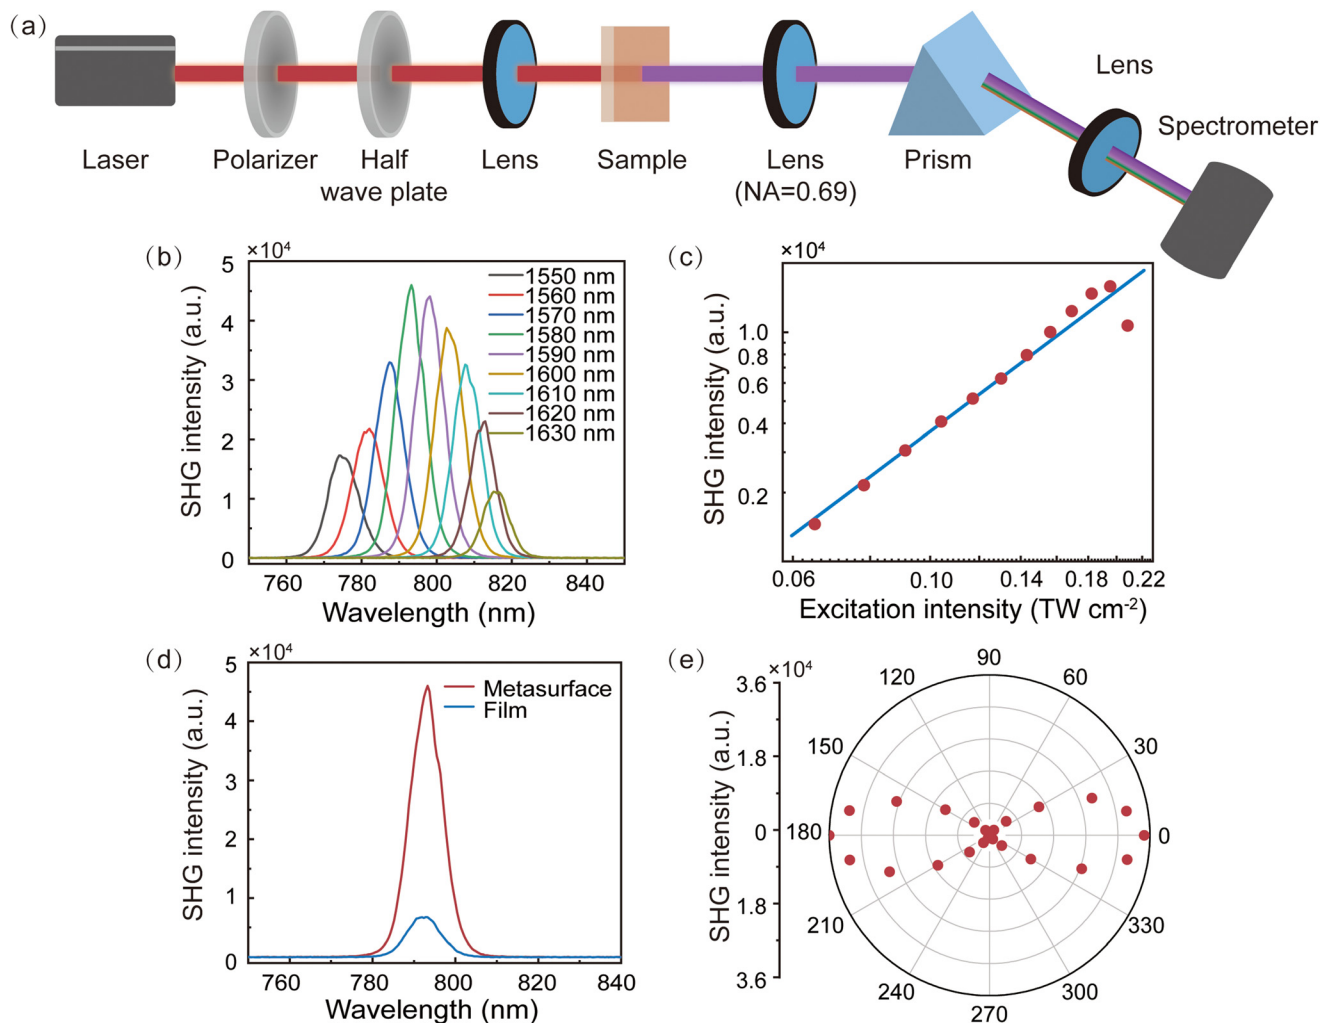 (a)
Laser
Polarizer
Half
wave plate
Lens
Sample
Lens
(NA=0.69)
Prism
Lens
Spectrometer
(b)
×10⁴
SHG intensity (a.u.)
5
4
3
2
1
0
760
780
800
820
840
Wavelength (nm)
1550 nm
1560 nm
1570 nm
1580 nm
1590 nm
1600 nm
1610 nm
1620 nm
1630 nm
(c)
×10⁴
SHG intensity (a.u.)
1.0
0.8
0.6
0.4
0.2
0.06
0.10
0.14
0.18
0.22
Excitation intensity (TW cm⁻²)
(d)
×10⁴
SHG intensity (a.u.)
5
4
3
2
1
0
760
780
800
820
840
Wavelength (nm)
Metasurface
Film
(e)
×10⁴
SHG intensity (a.u.)
3.6
1.8
0
1.8
3.6
90
60
30
0
330
300
270
240
210
180
150
120